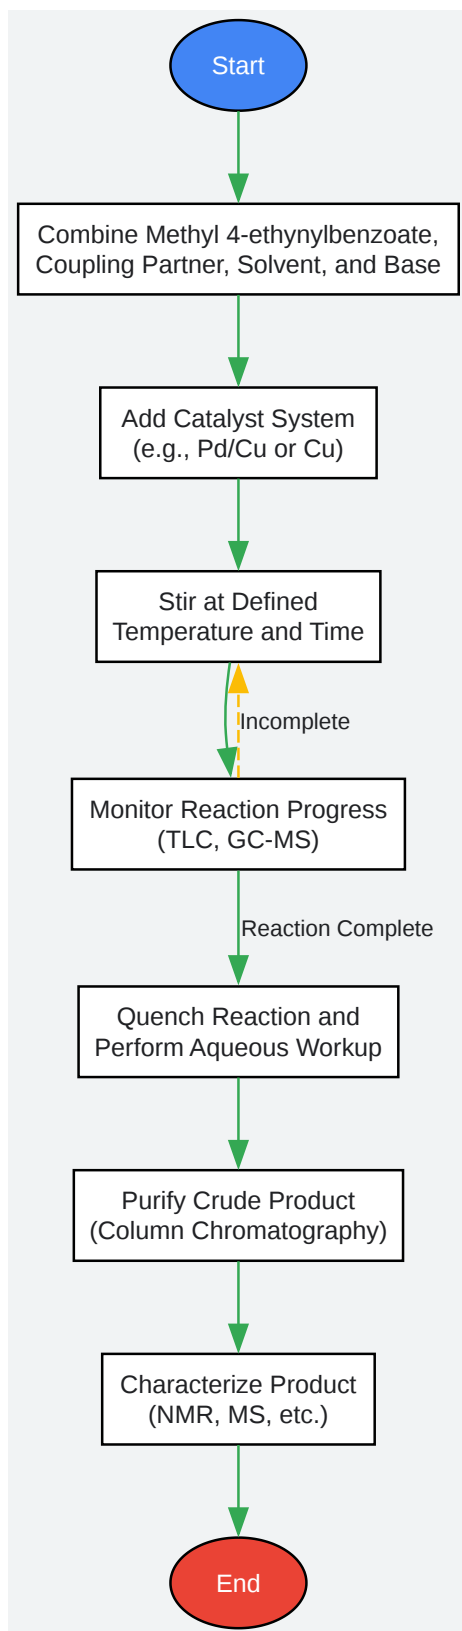 Start
Combine Methyl 4-ethynylbenzoate,
Coupling Partner, Solvent, and Base
Add Catalyst System
(e.g., Pd/Cu or Cu)
Stir at Defined
Temperature and Time
Incomplete
Monitor Reaction Progress
(TLC, GC-MS)
Reaction Complete
Quench Reaction and
Perform Aqueous Workup
Purify Crude Product
(Column Chromatography)
Characterize Product
(NMR, MS, etc.)
End